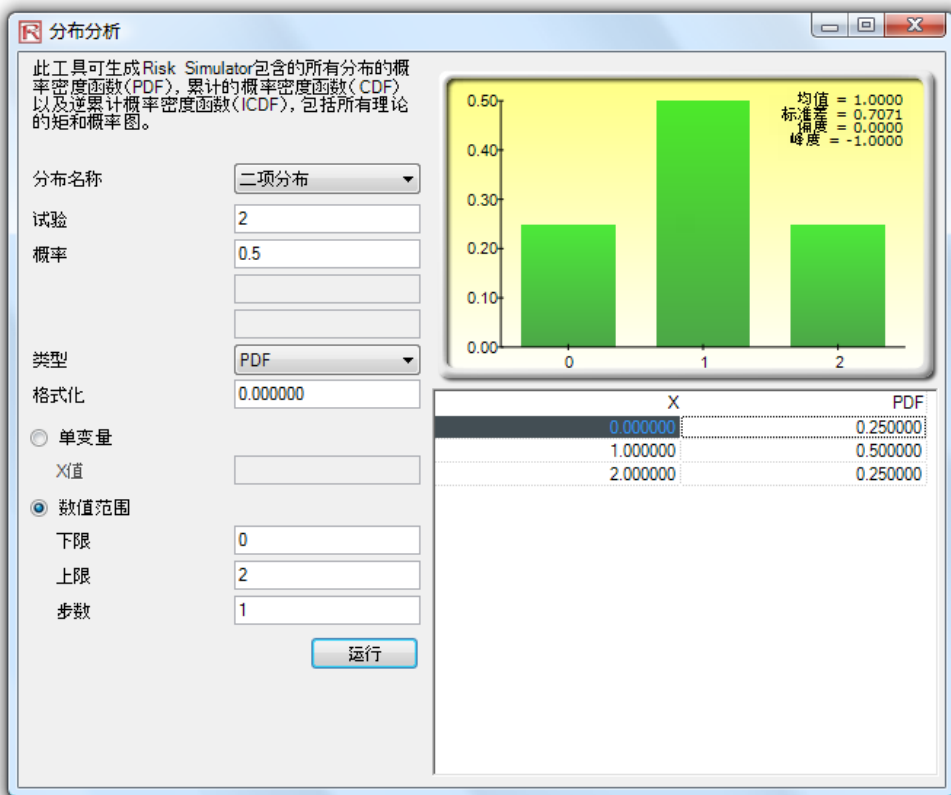 分布分析
此工具可生成Risk Simulator包含的所有分布的概
率密度函数(PDF), 累计的概率密度函数(CDF)
以及逆累计概率密度函数(ICDF), 包括所有理论
的矩和概率图。
分布名称 二项分布
试验 2
概率 0.5
类型 PDF
格式化 0.000000
单变量
X值
数值范围
下限 0
上限 2
步数 1
运行
均值 = 1.0000
标准差 = 0.7071
偏度 = 0.0000
峰度 = -1.0000
0.50
0.40
0.30
0.20
0.10
0.00
0 1 2
X PDF
0.000000 0.250000
1.000000 0.500000
2.000000 0.250000